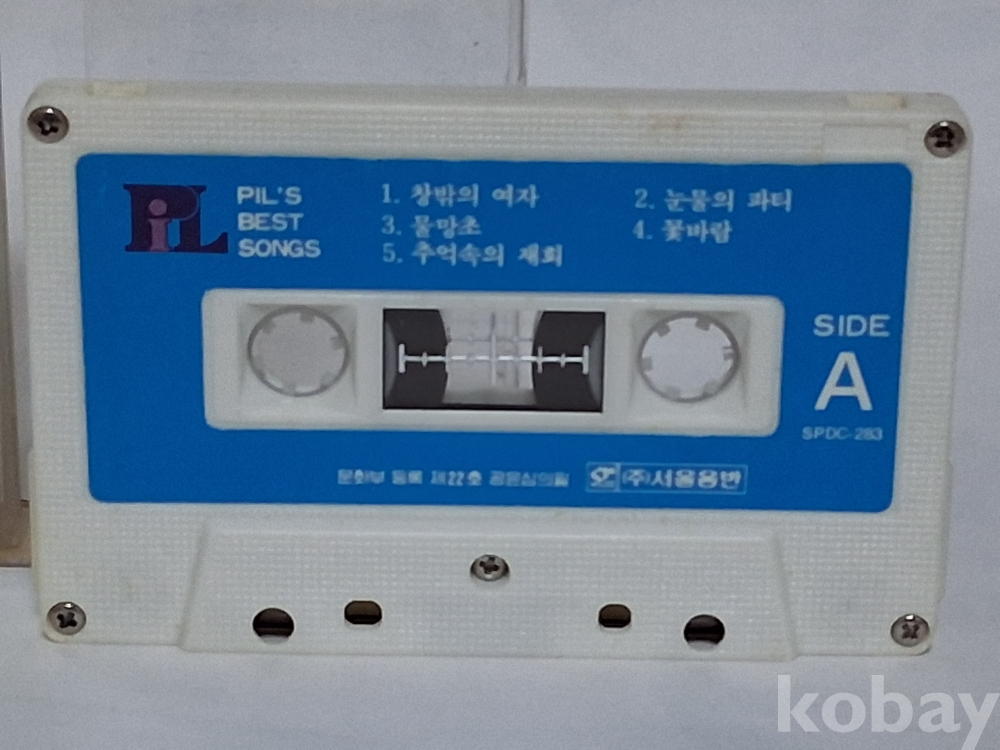 PiL
PIL'S
BEST
SONGS
1. 창밖의 여자
2. 눈물의 파티
3. 물망초
4. 꽃바람
5. 추억속의 재회
SIDE
A
SPDC-283
문화부 등록 제22호 공륜심의필
(주)서울음반
kobay